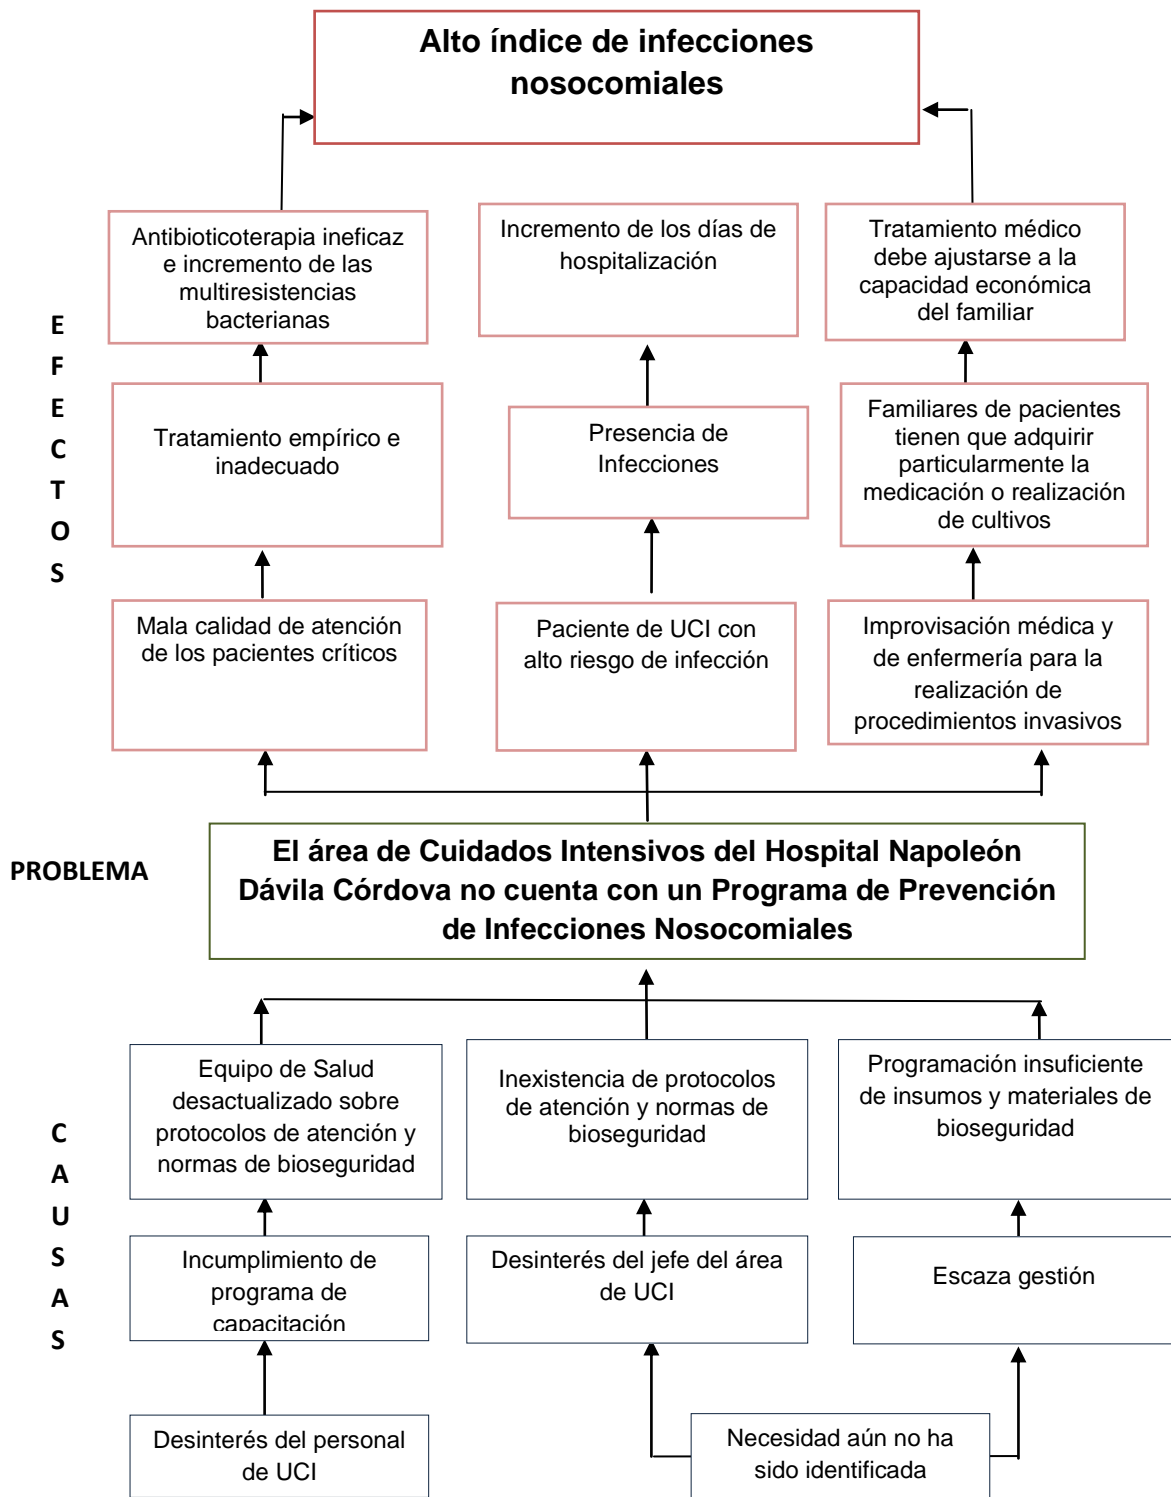 Alto índice de infecciones
nosocomiales
Antibioticoterapia ineficaz
e incremento de las
multiresistencias
bacterianas
Incremento de los días de
hospitalización
Tratamiento médico
debe ajustarse a la
capacidad económica
del familiar
E
F
E
C
T
O
S
Tratamiento empírico e
inadecuado
Presencia de
Infecciones
Familiares de pacientes
tienen que adquirir
particularmente la
medicación o realización
de cultivos
Mala calidad de atención
de los pacientes críticos
Paciente de UCI con
alto riesgo de infección
Improvisación médica y
de enfermería para la
realización de
procedimientos invasivos
PROBLEMA
El área de Cuidados Intensivos del Hospital Napoleón
Dávila Córdova no cuenta con un Programa de Prevención
de Infecciones Nosocomiales
Equipo de Salud
desactualizado sobre
protocolos de atención y
normas de bioseguridad
Inexistencia de protocolos
de atención y normas de
bioseguridad
Programación insuficiente
de insumos y materiales de
bioseguridad
C
A
U
S
A
S
Incumplimiento de
programa de
capacitación
Desinterés del jefe del área
de UCI
Escaza gestión
Desinterés del personal
de UCI
Necesidad aún no ha
sido identificada